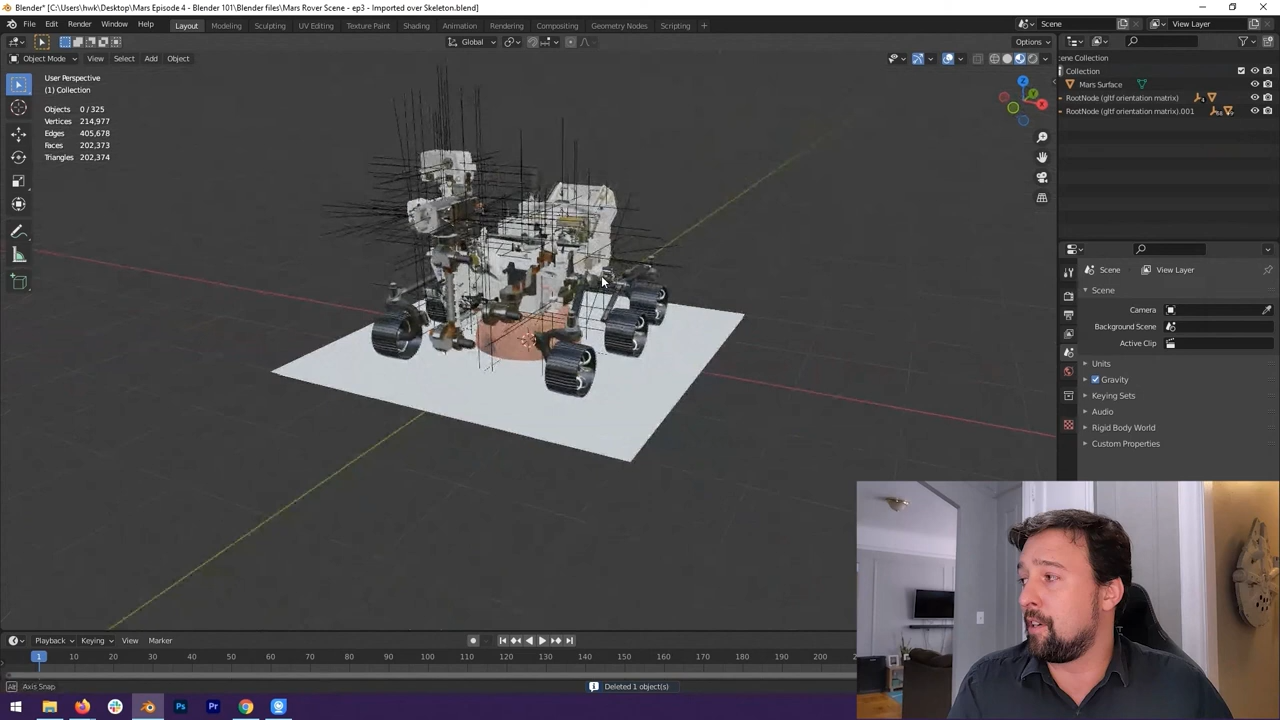 Blender* [C:\Users\hwk\Desktop\Mars Episode 4 - Blender 101\Blender files\Mars Rover Scene - ep3 - Imported over Skeleton.blend]
File Edit Render Window Help Layout Modeling Sculpting UV Editing Texture Paint Shading Animation Rendering Compositing Geometry Nodes Scripting + Scene View Layer
Global Options
Object Mode View Select Add Object
User Perspective
(1) Collection
Objects 0 / 325
Vertices 214,977
Edges 405,678
Faces 202,373
Triangles 202,374
Z
Y
X
cene Collection
Collection
Mars Surface
RootNode (gltf orientation matrix)
RootNode (gltf orientation matrix).001
Scene View Layer
Scene
Camera
Background Scene
Active Clip
Units
Gravity
Keying Sets
Audio
Rigid Body World
Custom Properties
Playback Keying View Marker
1 10 20 30 40 50 60 70 80 90 100 110 120 130 140 150 160 170 180 190 200
Axis Snap
Deleted 1 object(s)
Ps
Pr